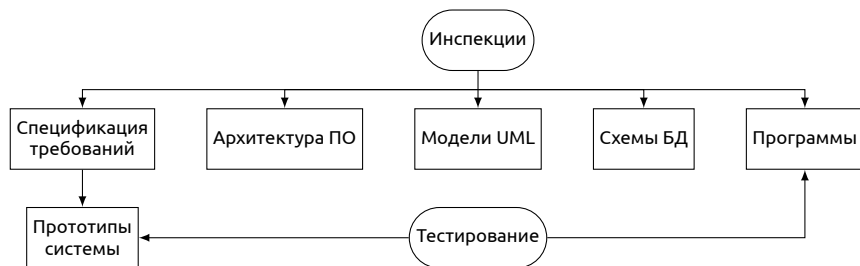 Инспекции
Спецификация
требований
Архитектура ПО
Модели UML
Схемы БД
Программы
Прототипы
системы
Тестирование